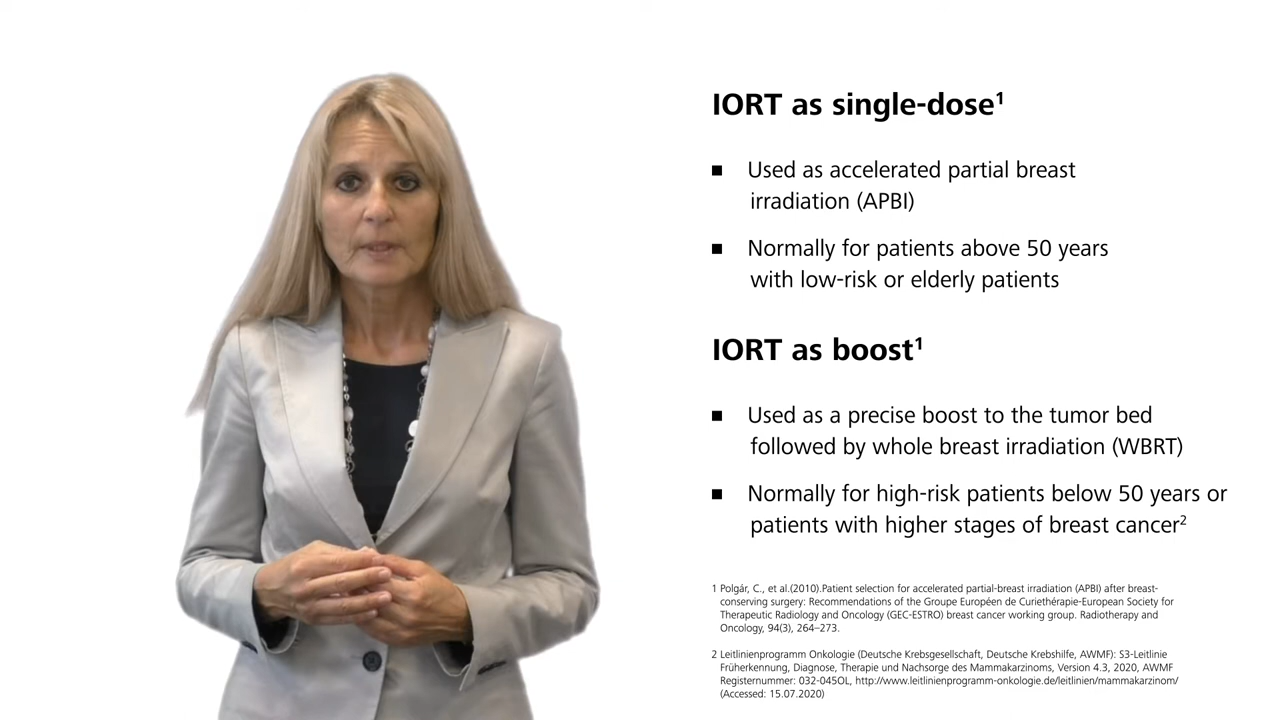 IORT as single-dose¹
▪ Used as accelerated partial breast
irradiation (APBI)
▪ Normally for patients above 50 years
with low-risk or elderly patients
IORT as boost¹
▪ Used as a precise boost to the tumor bed
followed by whole breast irradiation (WBRT)
▪ Normally for high-risk patients below 50 years or
patients with higher stages of breast cancer²
1 Polgár, C., et al.(2010).Patient selection for accelerated partial-breast irradiation (APBI) after breast-
conserving surgery: Recommendations of the Groupe Européen de Curiethérapie-European Society for
Therapeutic Radiology and Oncology (GEC-ESTRO) breast cancer working group. Radiotherapy and
Oncology, 94(3), 264–273.
2 Leitlinienprogramm Onkologie (Deutsche Krebsgesellschaft, Deutsche Krebshilfe, AWMF): S3-Leitlinie
Früherkennung, Diagnose, Therapie und Nachsorge des Mammakarzinoms, Version 4.3, 2020, AWMF
Registernummer: 032-045OL, http://www.leitlinienprogramm-onkologie.de/leitlinien/mammakarzinom/
(Accessed: 15.07.2020)